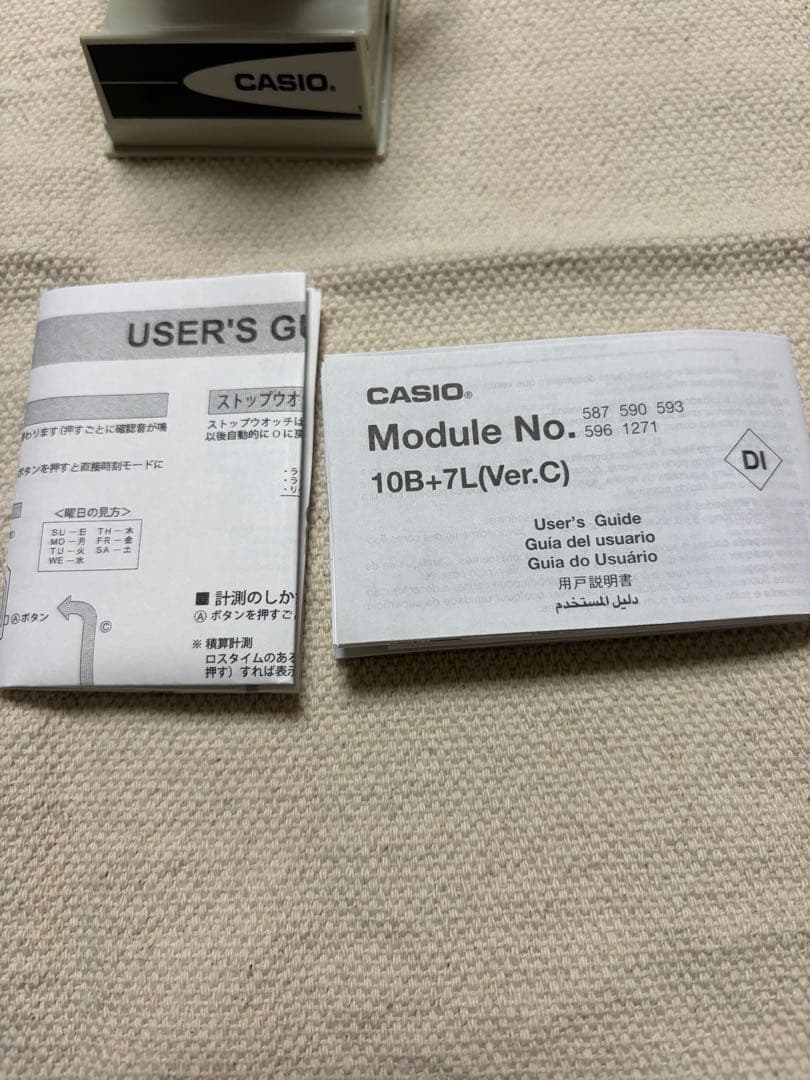 CASIO®
USER'S GU
ストップウオ
わります(押すごとに確認音が鳴
ストップウオッチは
以後自動的に0に戻
ボタンを押すと直接時刻モードに
・ラ
・ラ
・リ
<曜日の見方>
SU-日 TH-木
MO-月 FR-金
TU-火 SA-土
WE-水
■ 計測のしか
Ⓐボタンを押すご
Ⓐボタン
Ⓒ
※ 積算計測
ロスタイムのある
押す)すれば表示
CASIO®
Module No. 587 590 593
596 1271
10B+7L(Ver.C)
DI
User's Guide
Guía del usuario
Guia do Usuário
用戸説明書
دليل المستخدم